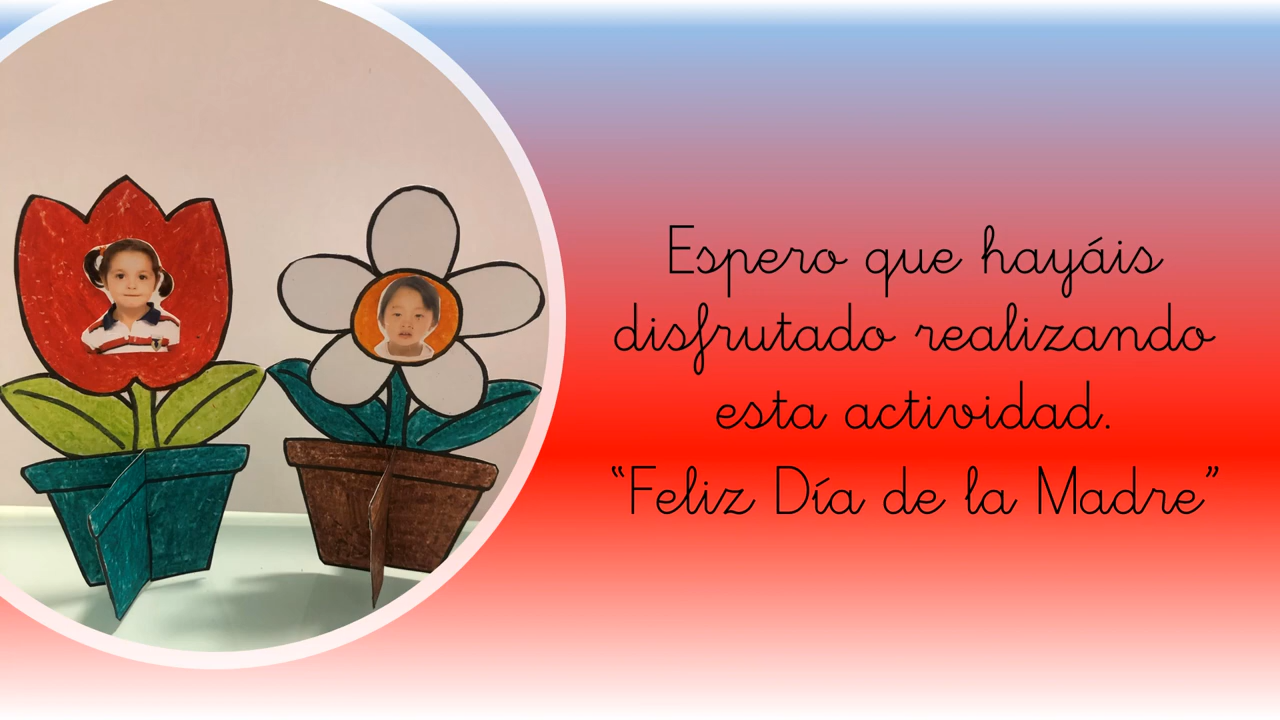 Espero que hayáis
disfrutado realizando
esta actividad.
“Feliz Día de la Madre”